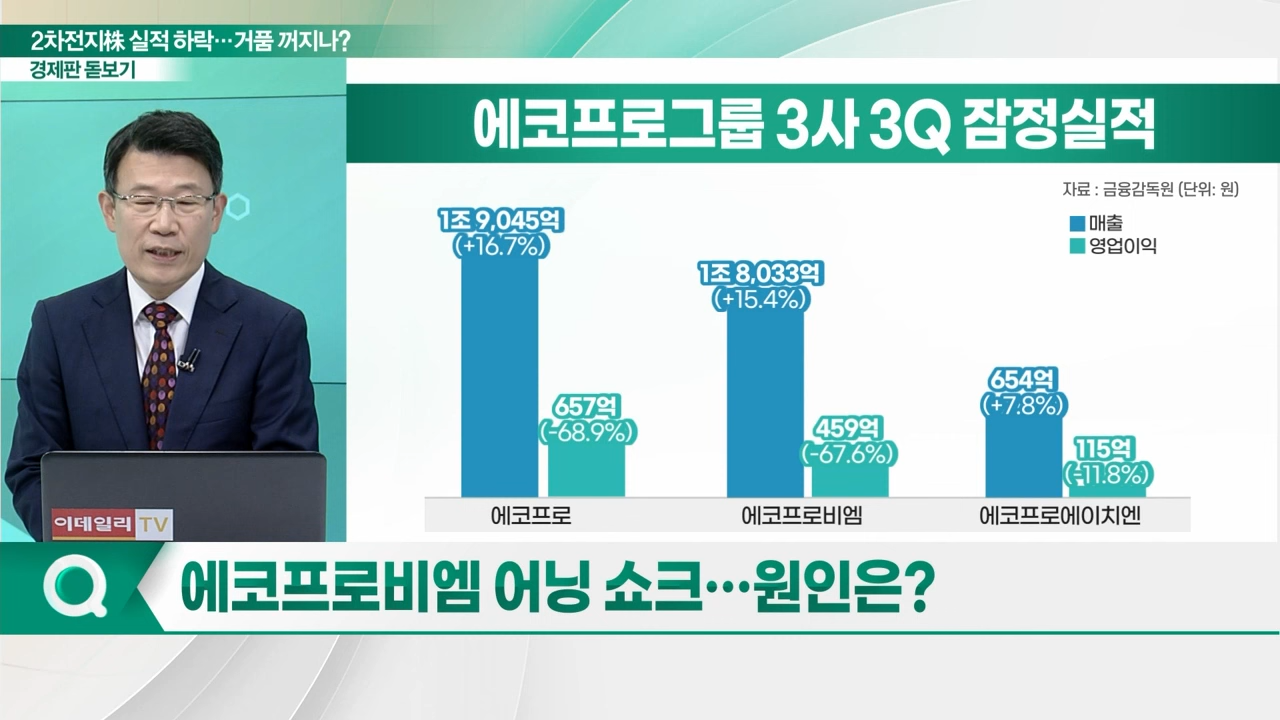 2차전지株 실적 하락…거품 꺼지나?
경제판 돋보기
에코프로그룹 3사 3Q 잠정실적
자료 : 금융감독원 (단위: 원)
매출
영업이익
1조 9,045억
(+16.7%)
657억
(-68.9%)
1조 8,033억
(+15.4%)
459억
(-67.6%)
654억
(+7.8%)
115억
(-11.8%)
에코프로
에코프로비엠
에코프로에이치엔
이데일리 TV
에코프로비엠 어닝 쇼크…원인은?